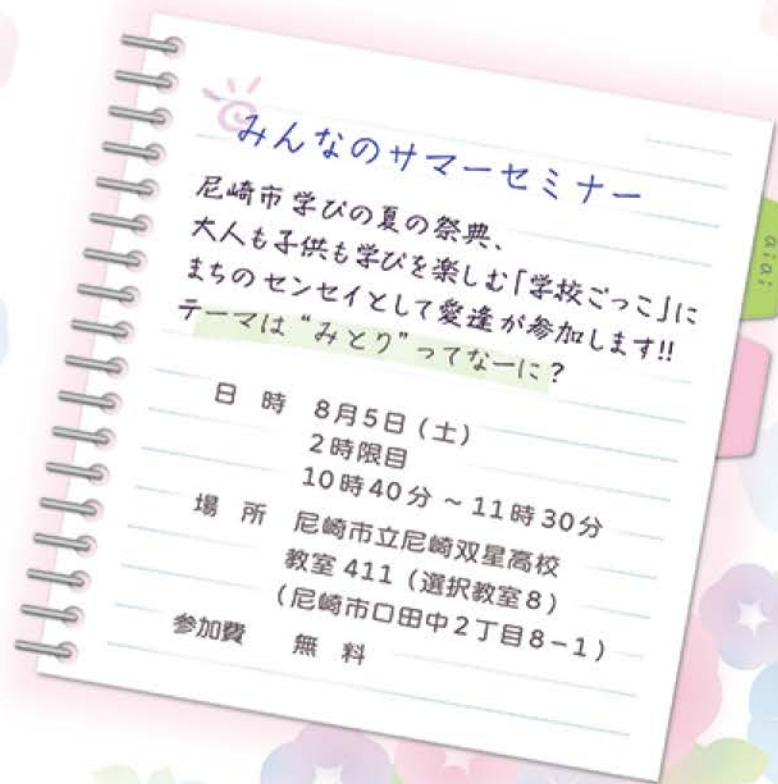 みんなのサマーセミナー
尼崎市 学びの夏の祭典、
大人も子供も学びを楽しむ「学校ごっこ」に
まちのセンセイとして愛逢が参加します!!
テーマは“みとり”ってなーに？
日 時 8月5日（土）
2時限目
10時40分 ～ 11時30分
場 所 尼崎市立尼崎双星高校
教室 411（選択教室8）
（尼崎市口田中2丁目8−1）
参加費 無 料
aiai